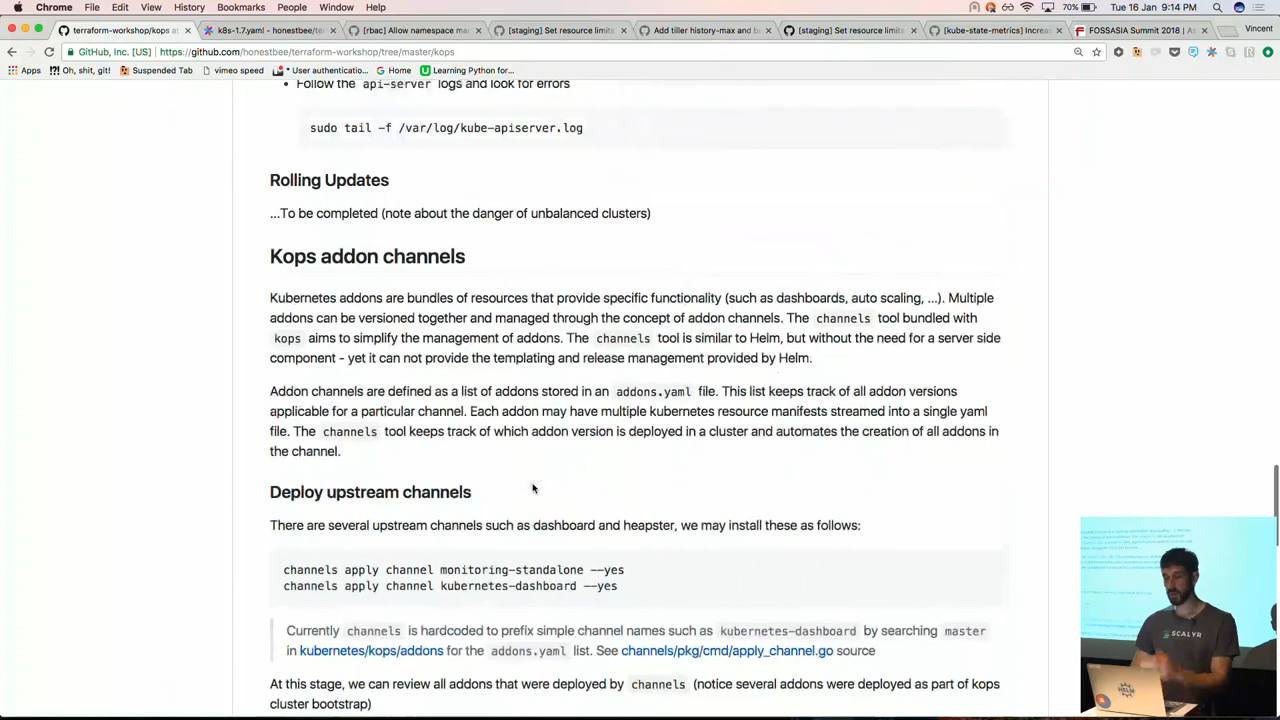 Chrome File Edit View History Bookmarks People Window Help
70% Tue 16 Jan 9:14 PM
terraform-workshop/kops at
k8s-1.7.yaml - honestbee/terr
[rbac] Allow namespace man
[staging] Set resource limits
Add tiller history-max and ba
[staging] Set resource limits
[kube-state-metrics] Increas
FOSSASIA Summit 2018 | As
Vincent
GitHub, Inc. [US] https://github.com/honestbee/terraform-workshop/tree/master/kops
Apps Oh, shit, git! Suspended Tab vimeo speed * User authenticatio... Home Learning Python for...
Follow the api-server logs and look for errors
sudo tail -f /var/log/kube-apiserver.log
Rolling Updates
...To be completed (note about the danger of unbalanced clusters)
Kops addon channels
Kubernetes addons are bundles of resources that provide specific functionality (such as dashboards, auto scaling, ...). Multiple
addons can be versioned together and managed through the concept of addon channels. The channels tool bundled with
kops aims to simplify the management of addons. The channels tool is similar to Helm, but without the need for a server side
component - yet it can not provide the templating and release management provided by Helm.
Addon channels are defined as a list of addons stored in an addons.yaml file. This list keeps track of all addon versions
applicable for a particular channel. Each addon may have multiple kubernetes resource manifests streamed into a single yaml
file. The channels tool keeps track of which addon version is deployed in a cluster and automates the creation of all addons in
the channel.
Deploy upstream channels
There are several upstream channels such as dashboard and heapster, we may install these as follows:
channels apply channel monitoring-standalone --yes
channels apply channel kubernetes-dashboard --yes
Currently channels is hardcoded to prefix simple channel names such as kubernetes-dashboard by searching master
in kubernetes/kops/addons for the addons.yaml list. See channels/pkg/cmd/apply_channel.go source
At this stage, we can review all addons that were deployed by channels (notice several addons were deployed as part of kops
cluster bootstrap)
SCALYR
HELM